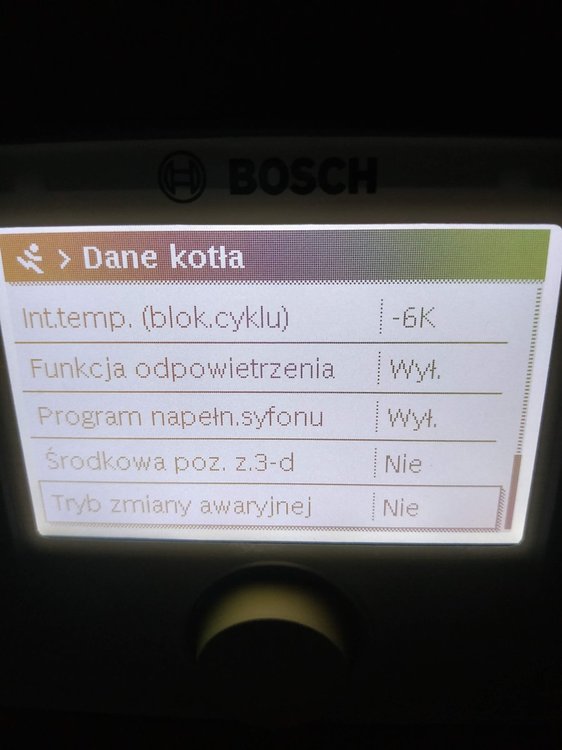 BOSCH
> Dane kotła
Int.temp. (blok.cyklu) -6K
Funkcja odpowietrzenia Wył.
Program napełn.syfonu Wył.
Środkowa poz. z.3-d Nie
Tryb zmiany awaryjnej Nie